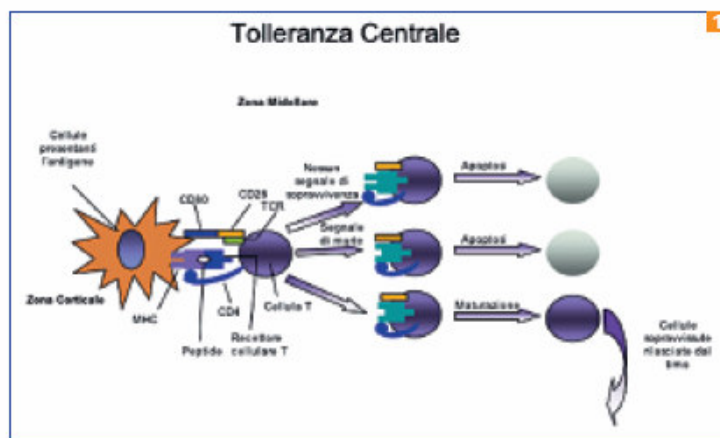 1
Tolleranza Centrale
Zona Midollare
Cellule
presentanti
l'antigene
Nessun
segnale di
sopravvivenza
Apoptosi
CD80
CD28
TCR
Segnale
di morte
Apoptosi
Zona Corticale
MHC
CD4
Cellula T
Maturazione
Peptide
Recettore
cellulare T
Cellule
sopravvissute
rilasciate dal
timo